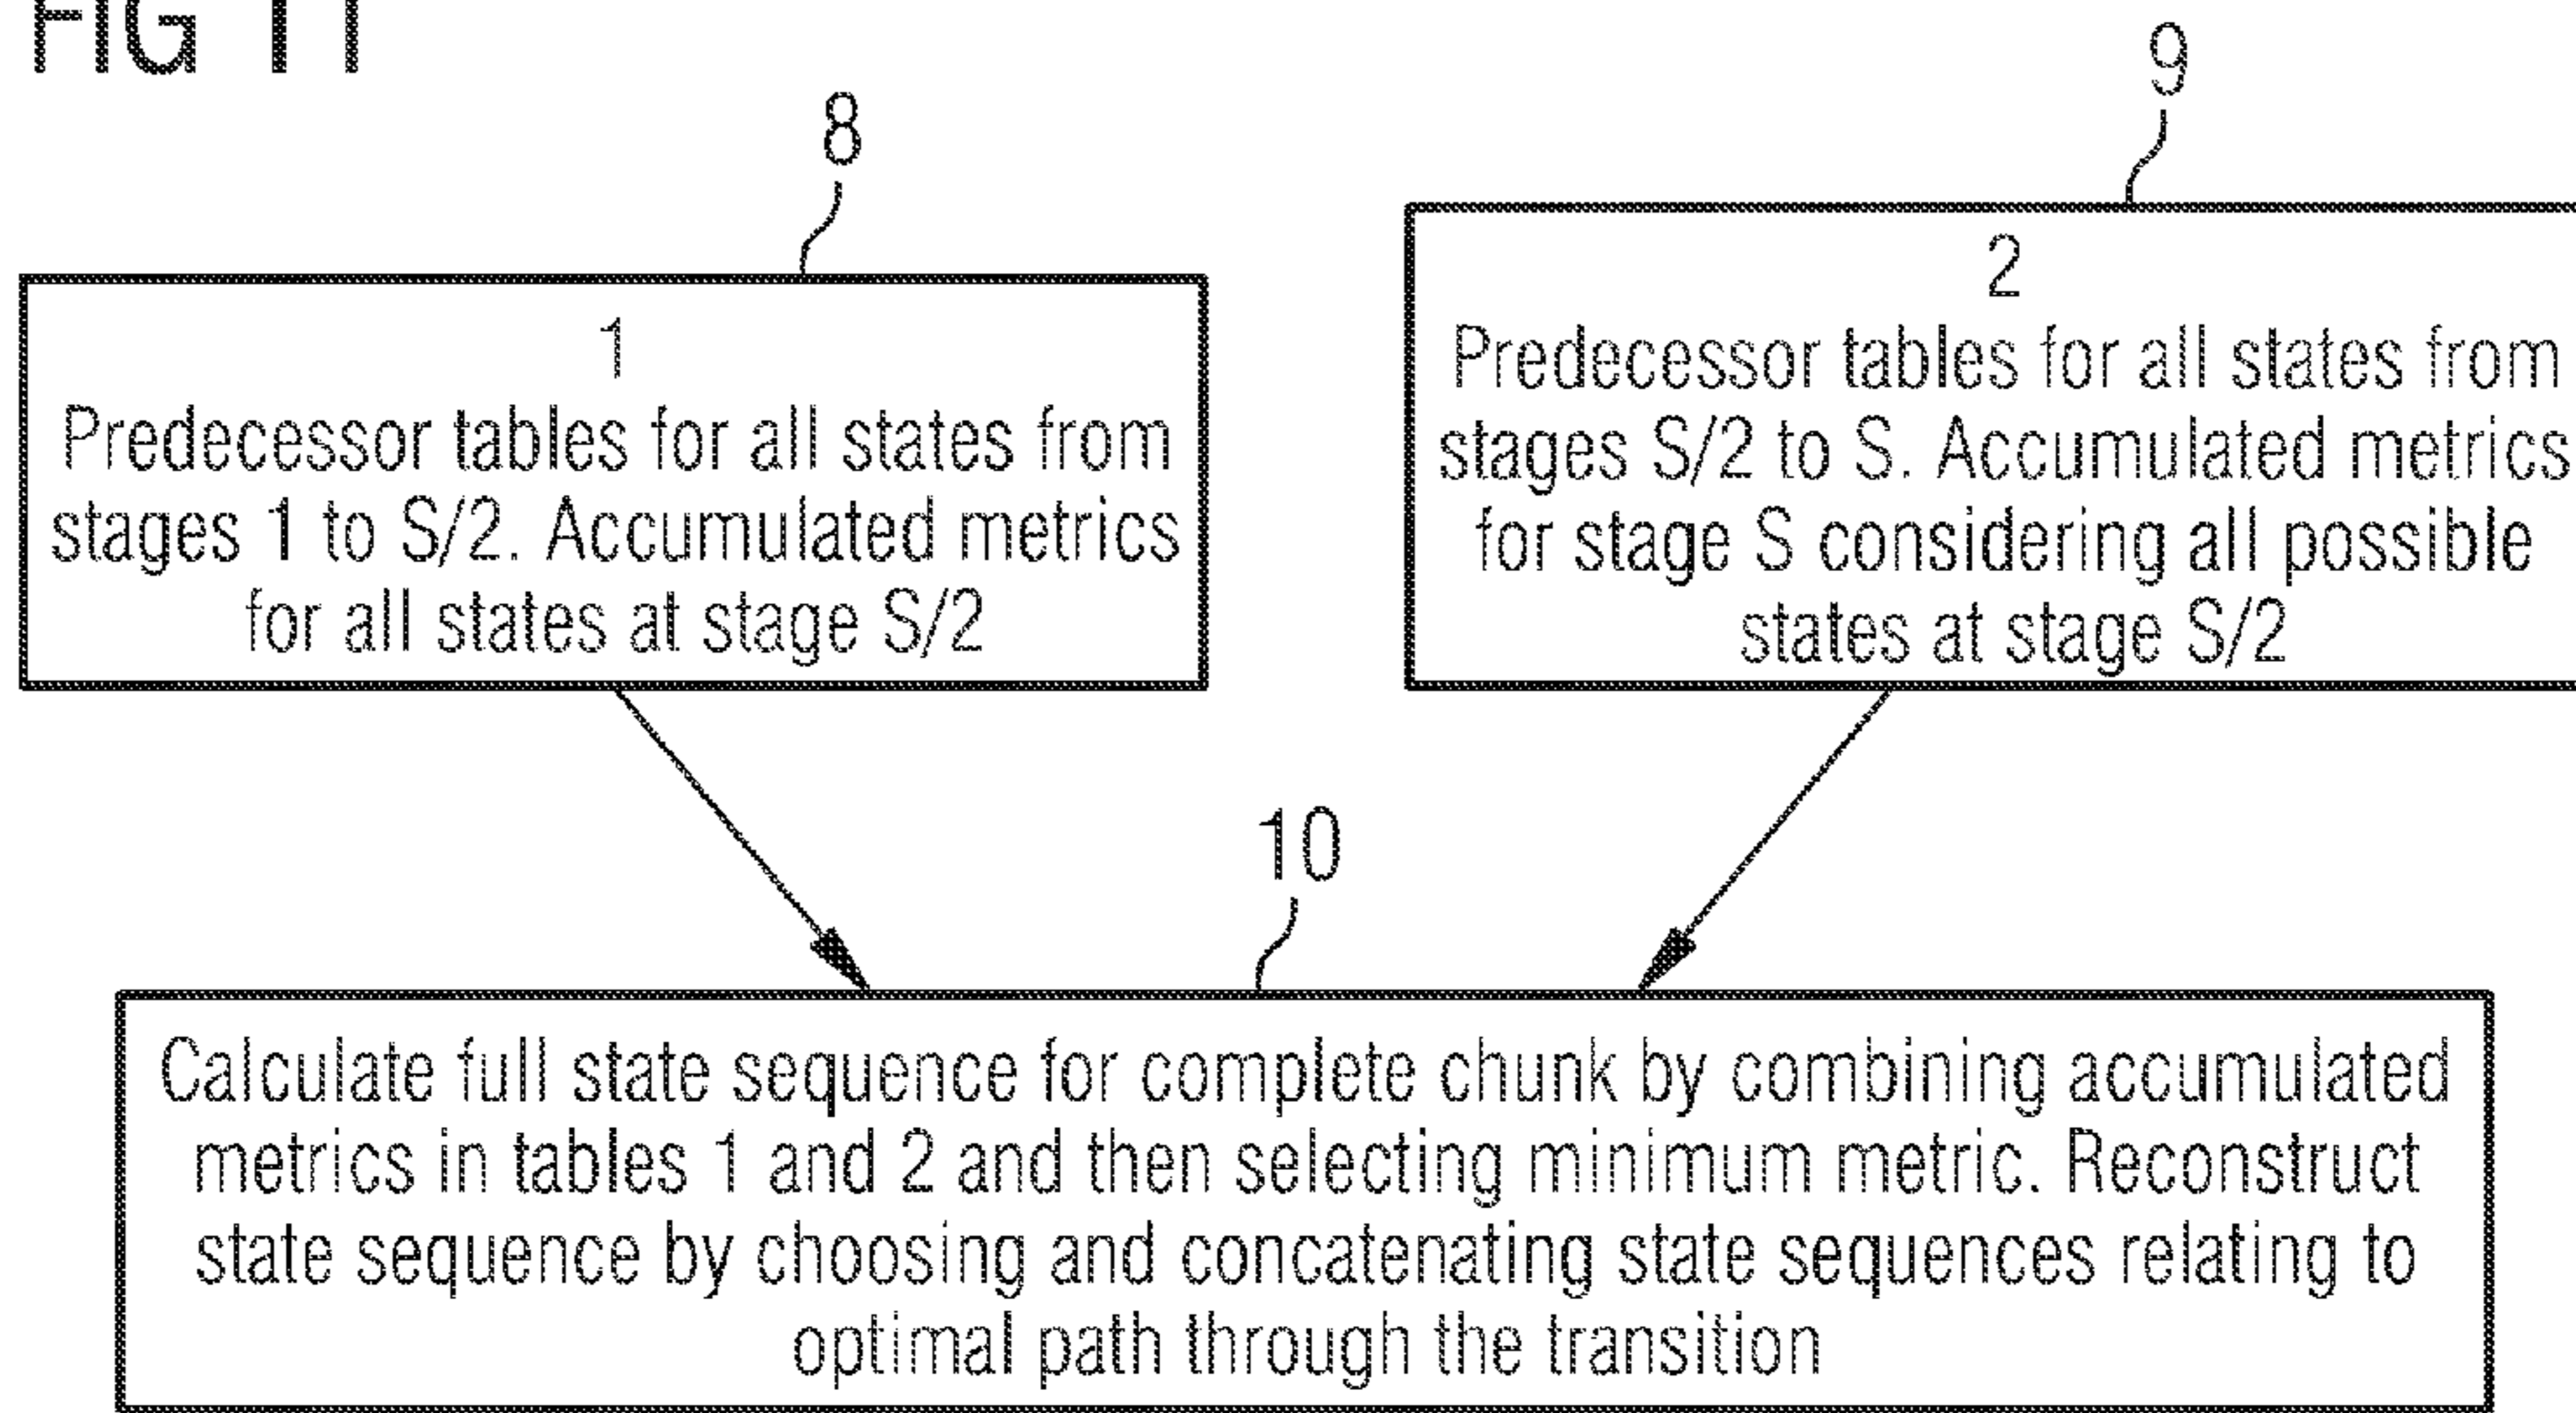 FIG 11
8
9
1
Predecessor tables for all states from
stages 1 to S/2. Accumulated metrics
for all states at stage S/2
2
Predecessor tables for all states from
stages S/2 to S. Accumulated metrics
for stage S considering all possible
states at stage S/2
10
Calculate full state sequence for complete chunk by combining accumulated
metrics in tables 1 and 2 and then selecting minimum metric. Reconstruct
state sequence by choosing and concatenating state sequences relating to
optimal path through the transition